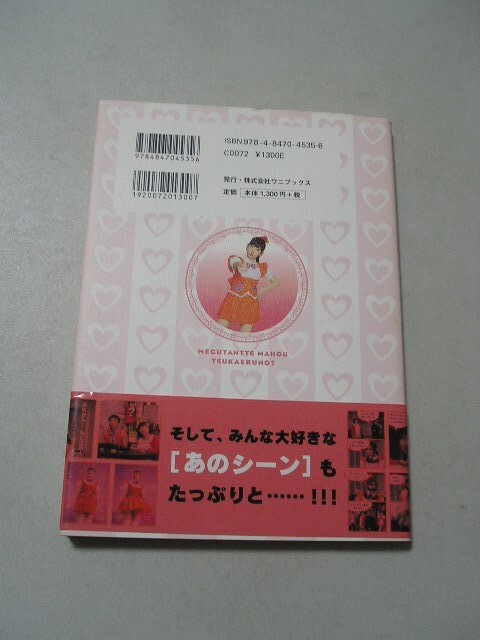 ISBN978-4-8470-4535-6
C0072 ¥1300E
9784847045356
発行・株式会社ワニブックス
定価 本体1,300円+税
1920072013007
MEGUTANTTE MAHOU
TSUKAERUNO?
そして、みんな大好きな
[あのシーン]も
たっぷりと……!!!